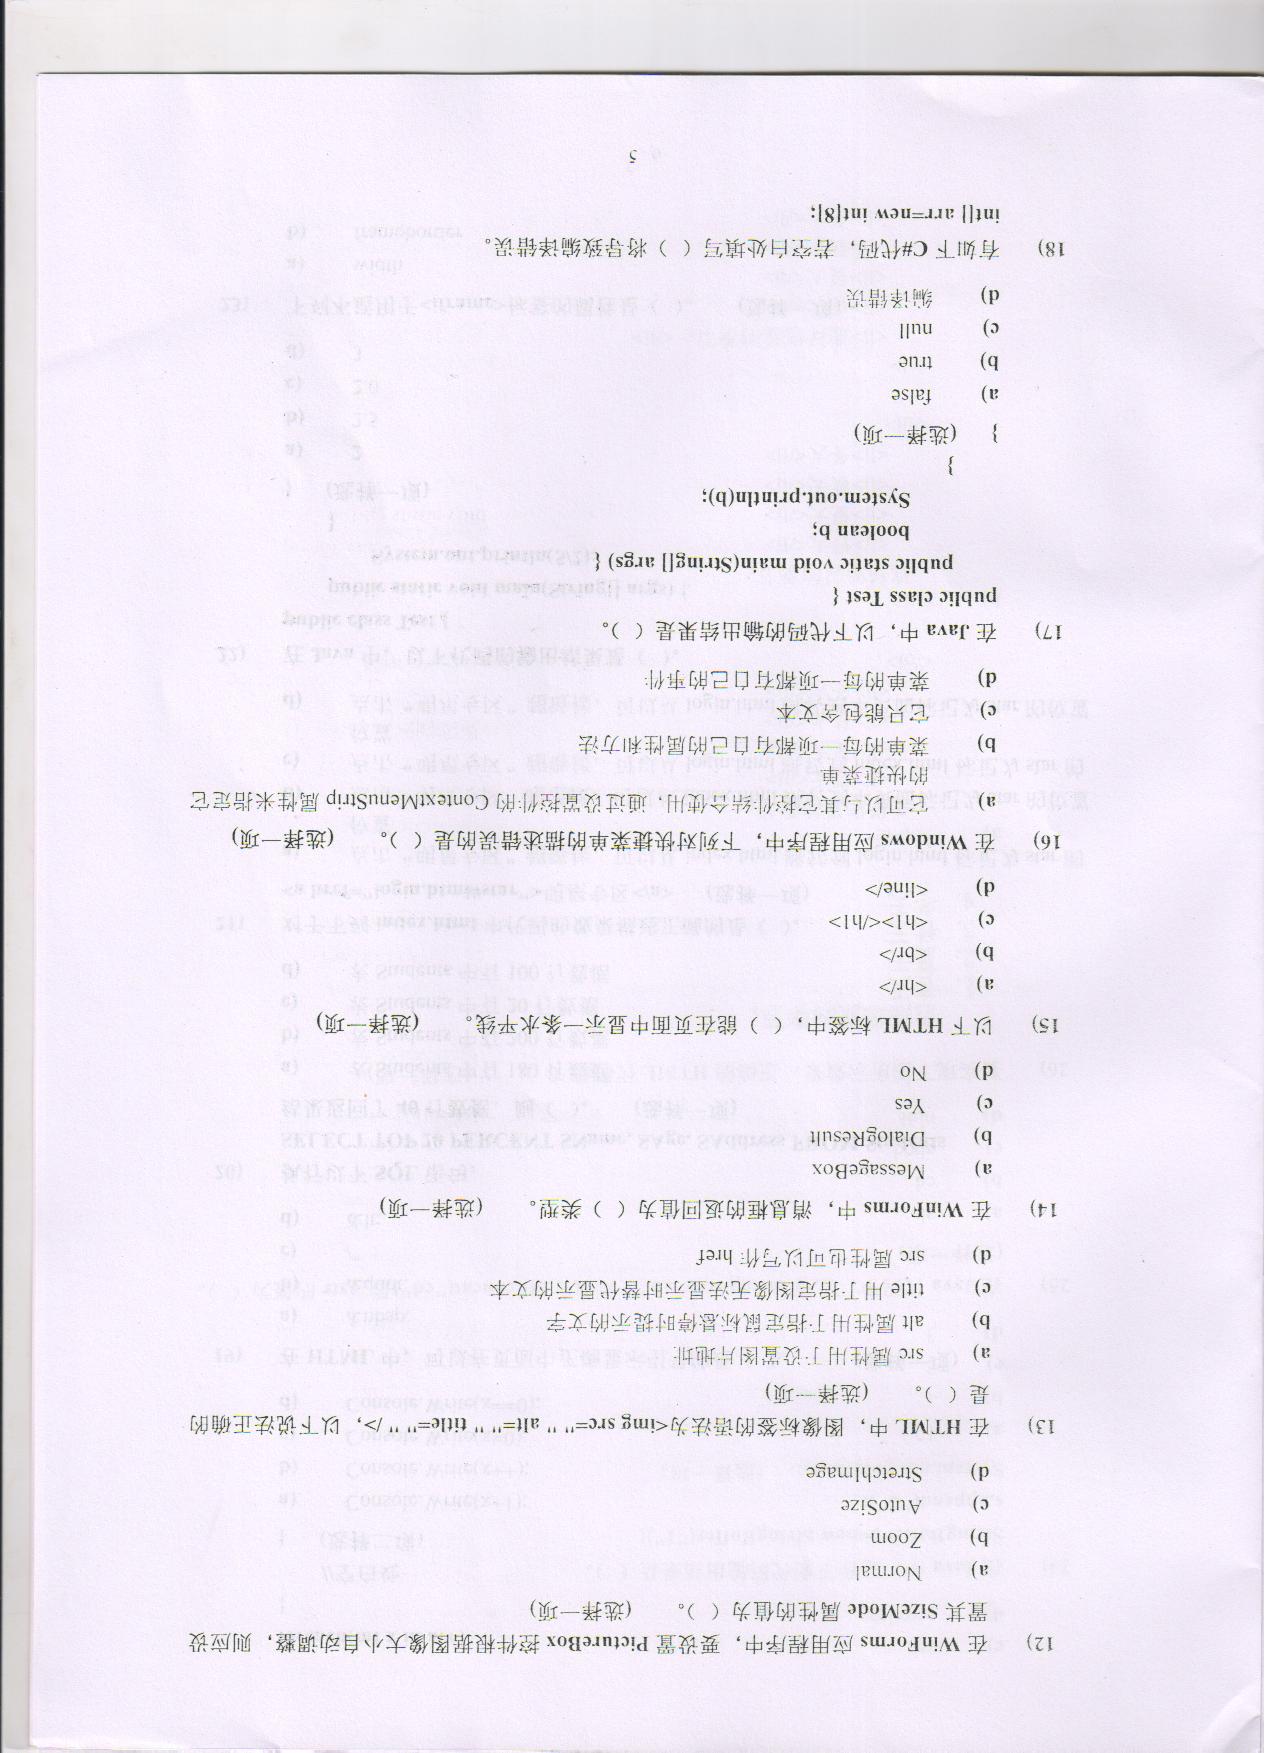 12) 在 WinForms 应用程序中，要设置 PictureBox 控件根据图像大小自动调整，则应设
置其 SizeMode 属性的值为（ ）。 (选择一项)
a) Normal
b) Zoom
c) AutoSize
d) StretchImage
13) 在 HTML 中，图像标签的语法为<img src=" " alt=" " title=" " />，以下说法正确的
是（ ）。 (选择一项)
a) src 属性用于设置图片地址
b) alt 属性用于指定鼠标悬停时提示的文字
c) title 用于指定图像无法显示时替代显示的文本
d) src 属性也可以写作 href
14) 在 WinForms 中，消息框的返回值为（ ）类型。 (选择一项)
a) MessageBox
b) DialogResult
c) Yes
d) No
15) 以下 HTML 标签中，（ ）能在页面中显示一条水平线。 (选择一项)
a) <hr/>
b) <br/>
c) <h1></h1>
d) <line/>
16) 在 Windows 应用程序中，下列对快捷菜单的描述错误的是（ ）。 (选择一项)
a) 它可以与其它控件结合使用，通过设置控件的 ContextMenuStrip 属性来指定它
的快捷菜单
b) 菜单的每一项都有自己的属性和方法
c) 它只能包含文本
d) 菜单的每一项都有自己的事件
17) 在 Java 中，以下代码的输出结果是（ ）。
public class Test {
public static void main(String[] args) {
boolean b;
System.out.println(b);
}
} (选择一项)
a) false
b) true
c) null
d) 编译错误
18) 有如下 C#代码，若空白处填写（ ）将导致编译错误。
int[] arr=new int[8];
5